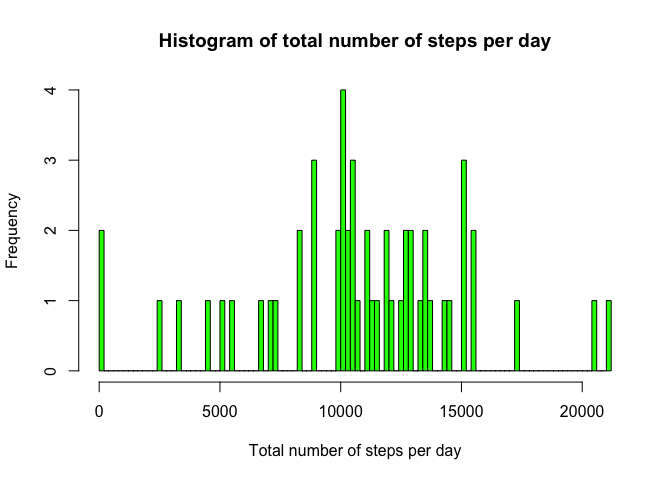 Histogram of total number of steps per day
4
3
2
1
0
Frequency
0 5000 10000 15000 20000
Total number of steps per day